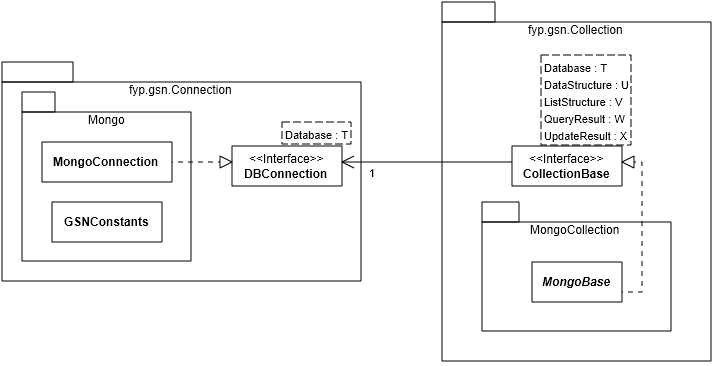 fyp.gsn.Collection
Database : T
DataStructure : U
ListStructure : V
QueryResult : W
UpdateResult : X
<<Interface>>
CollectionBase
MongoCollection
MongoBase
fyp.gsn.Connection
Mongo
MongoConnection
GSNConstants
Database : T
<<Interface>>
DBConnection
1